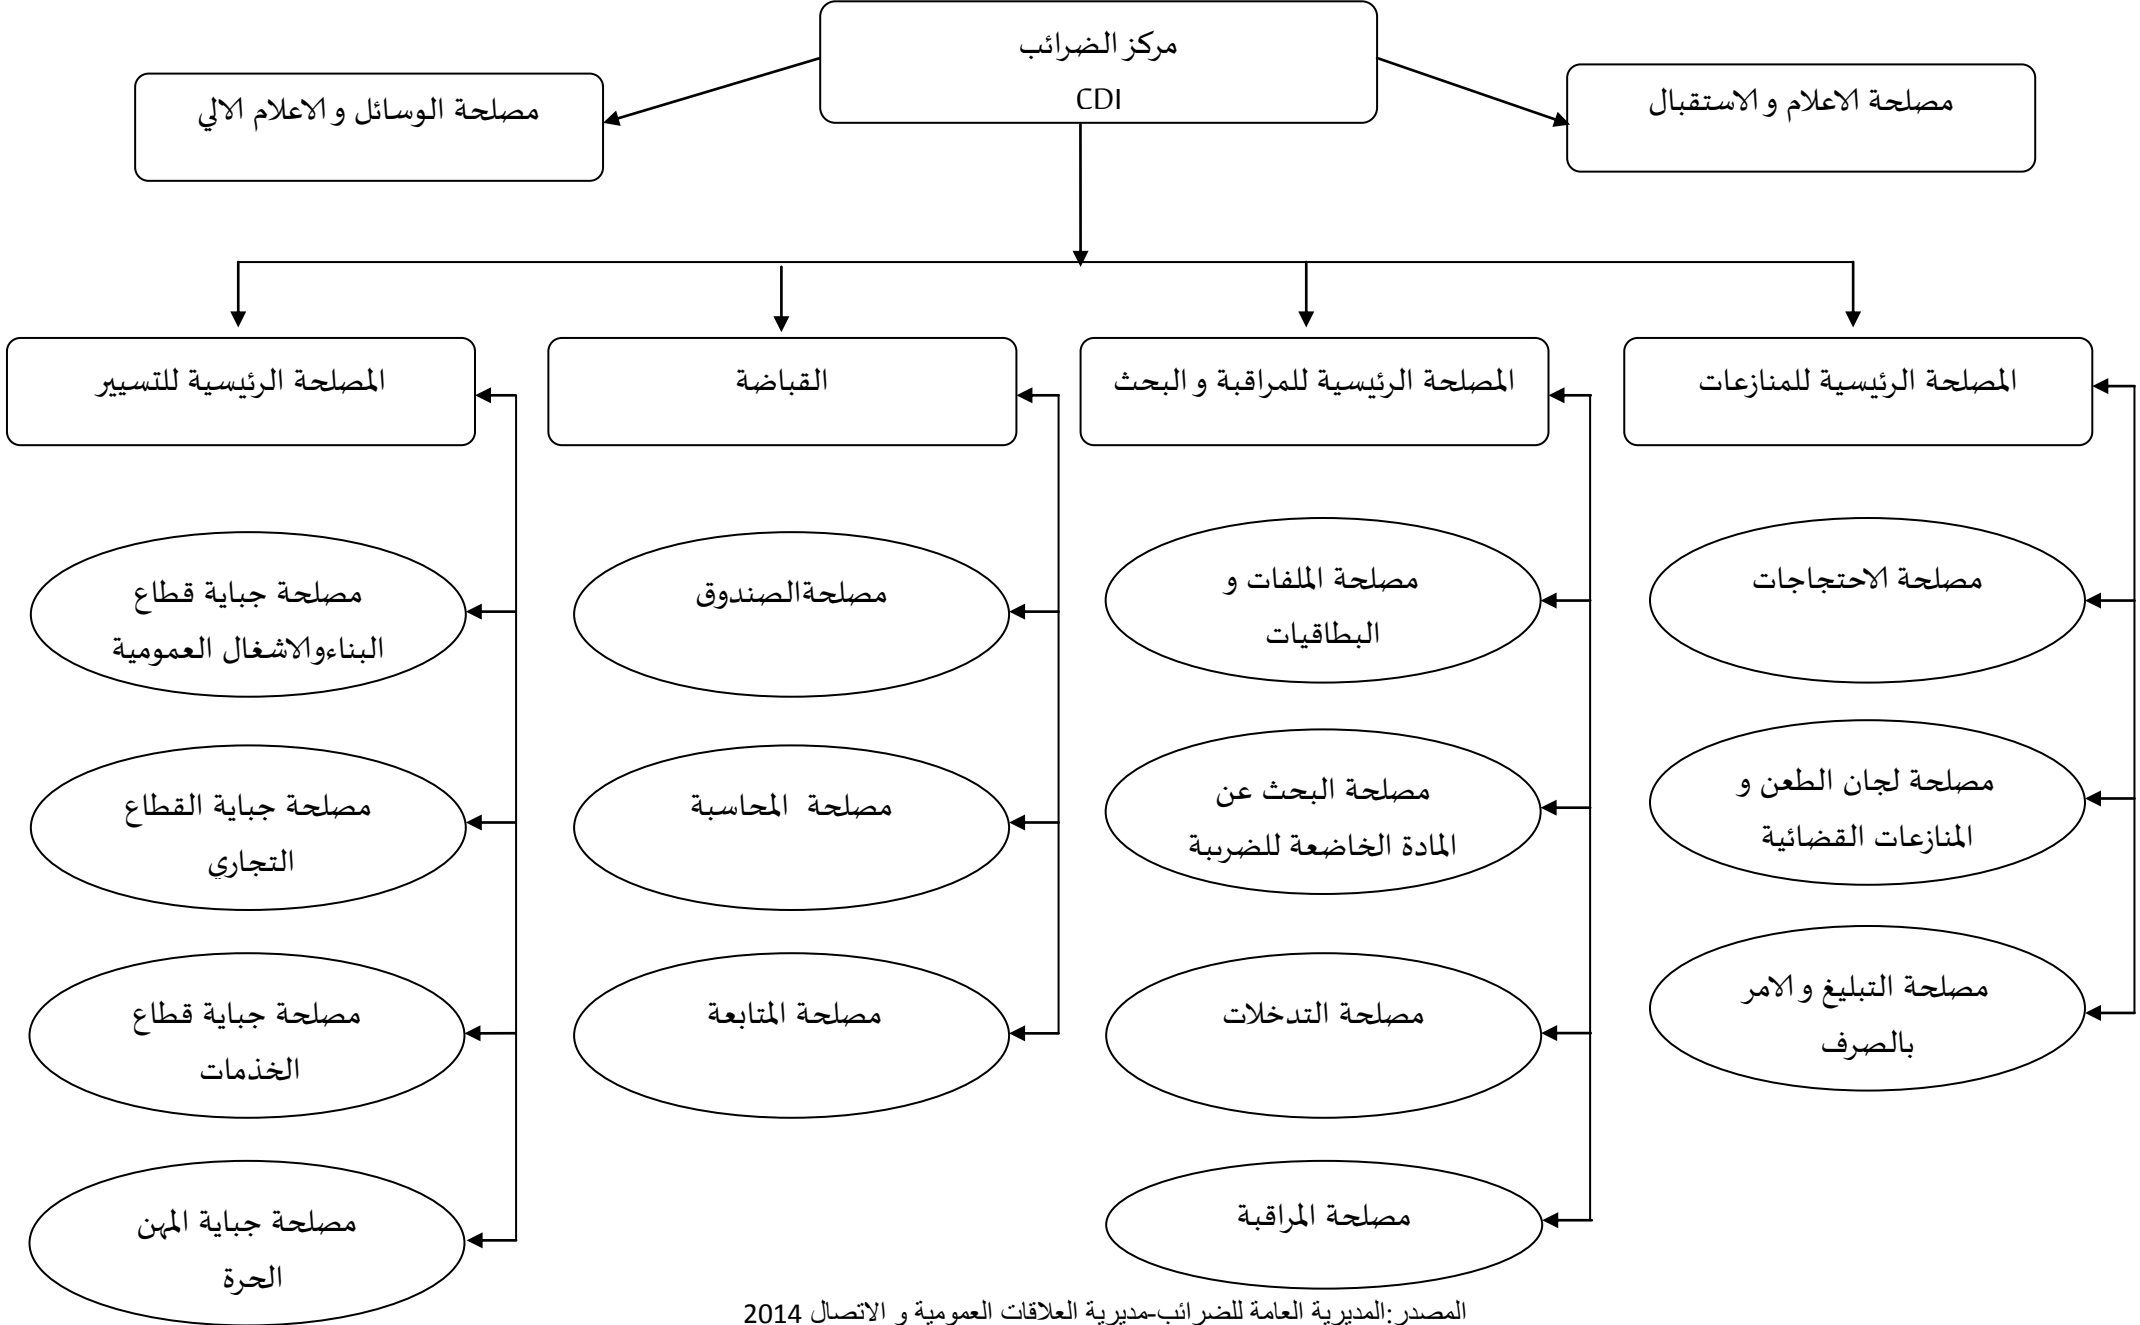 مركز الضرائب
CDI
مصلحة الاعلام و الاستقبال
مصلحة الوسائل و الاعلام الالي
المصلحة الرئيسية للمنازعات
المصلحة الرئيسية للمراقبة و البحث
القباضة
المصلحة الرئيسية للتسيير
مصلحة الاحتجاجات
مصلحة لجان الطعن و
المنازعات القضائية
مصلحة التبليغ و الامر
بالصرف
مصلحة الملفات و
البطاقيات
مصلحة البحث عن
المادة الخاضعة للضريبة
مصلحة التدخلات
مصلحة المراقبة
مصلحةالصندوق
مصلحة المحاسبة
مصلحة المتابعة
مصلحة جباية قطاع
البناءوالاشغال العمومية
مصلحة جباية القطاع
التجاري
مصلحة جباية قطاع
الخذمات
مصلحة جباية المهن
الحرة
المصدر:المديرية العامة للضرائب-مديرية العلاقات العمومية و الاتصال 2014